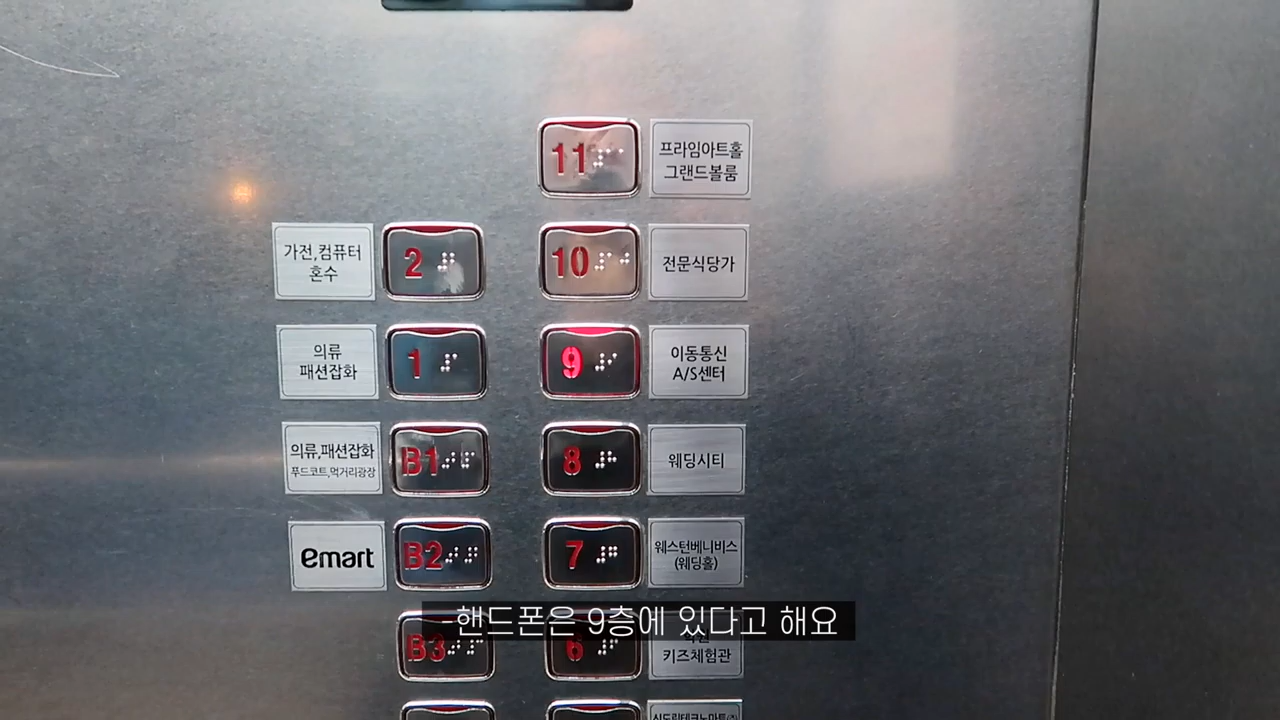 11
프라임아트홀
그랜드볼룸
가전,컴퓨터
혼수
2
10
전문식당가
의류
패션잡화
1
9
이동통신
A/S센터
의류,패션잡화
푸드코트,먹거리광장
B1
8
웨딩시티
emart
B2
7
웨스턴베니비스
(웨딩홀)
핸드폰은 9층에 있다고 해요
B3
6
키즈체험관